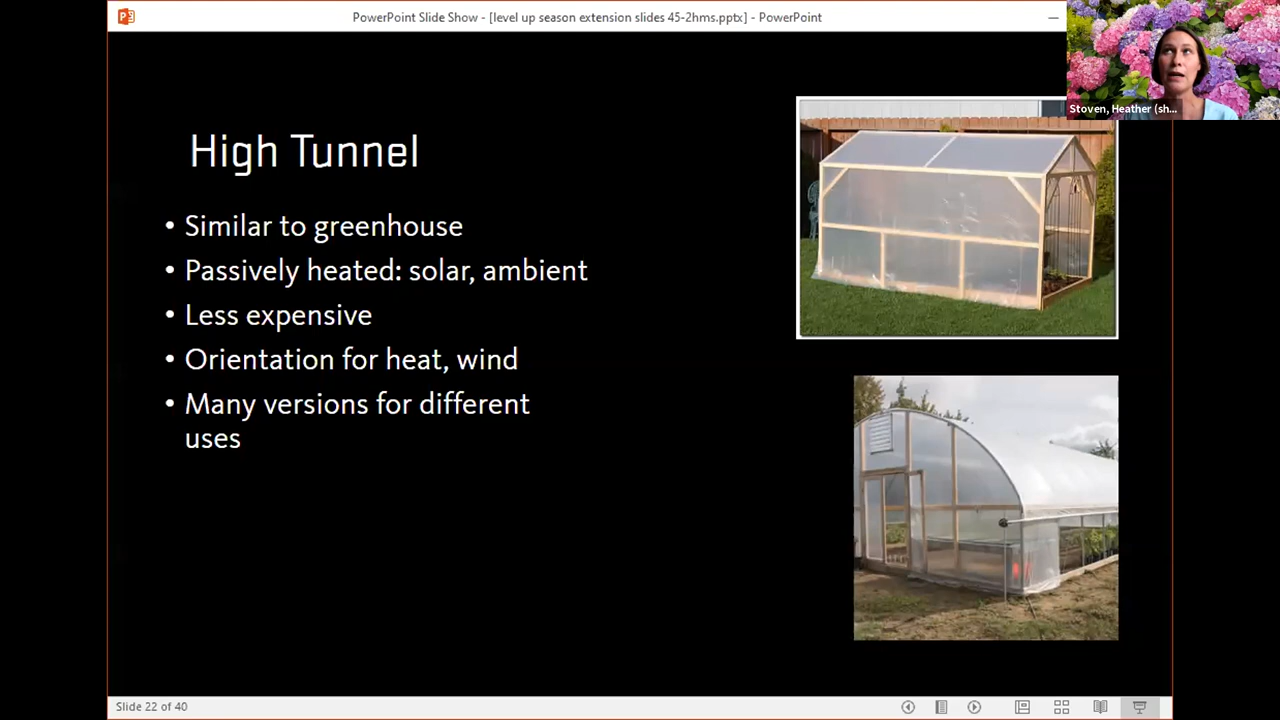 PowerPoint Slide Show - [level up season extension slides 45-2hms.pptx] - PowerPoint
Stoven, Heather (sh...
High Tunnel
• Similar to greenhouse
• Passively heated: solar, ambient
• Less expensive
• Orientation for heat, wind
• Many versions for different
uses
Slide 22 of 40